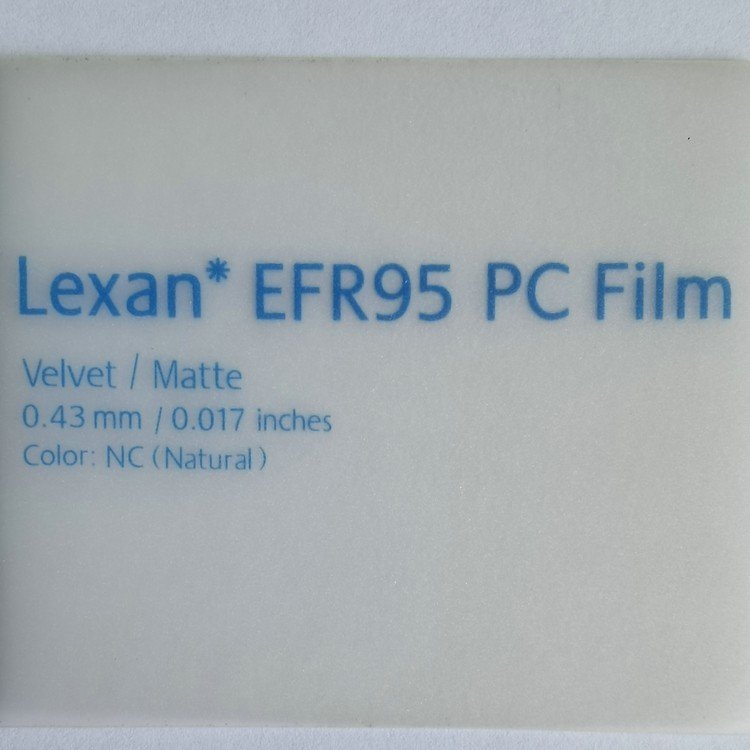 Lexan* EFR95 PC Film
Velvet / Matte
0.43 mm / 0.017 inches
Color: NC (Natural)